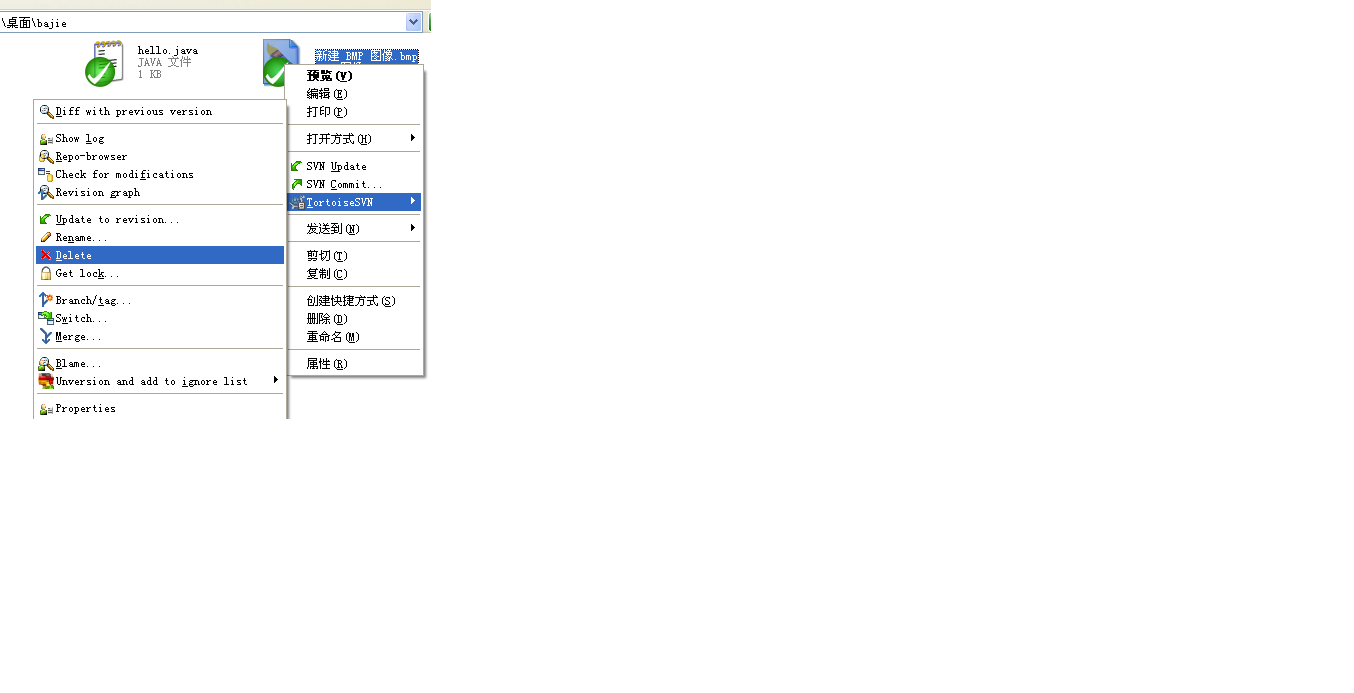 \桌面\bajie
hello.java
JAVA 文件
1 KB
新建 BMP 图像.bmp
预览(V)
编辑(E)
打印(P)
打开方式(H)
SVN Update
SVN Commit...
TortoiseSVN
发送到(N)
剪切(T)
复制(C)
创建快捷方式(S)
删除(D)
重命名(M)
属性(R)
Diff with previous version
Show log
Repo-browser
Check for modifications
Revision graph
Update to revision...
Rename...
Delete
Get lock...
Branch/tag...
Switch...
Merge...
Blame...
Unversion and add to ignore list
Properties